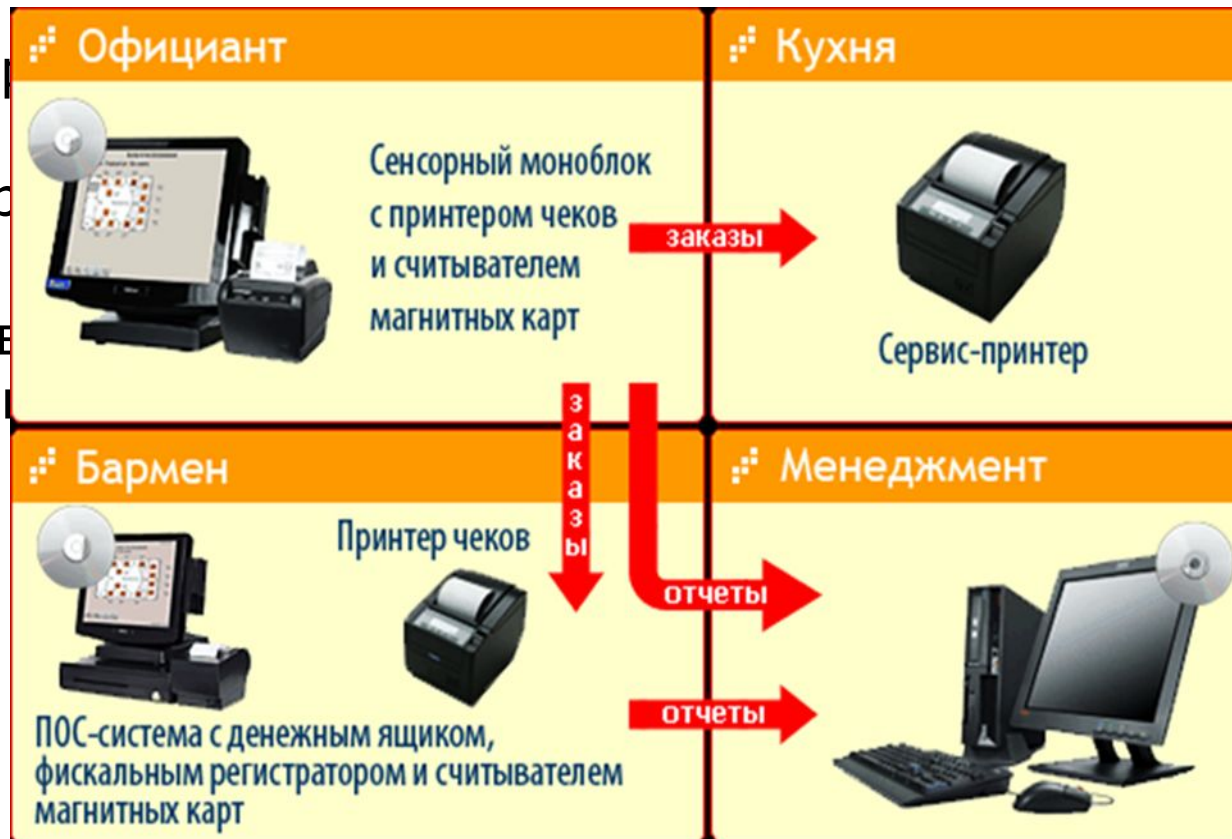 Официант
Сенсорный моноблок
с принтером чеков
и считывателем
магнитных карт
заказы
Кухня
Сервис-принтер
заказы
Бармен
Принтер чеков
ПОС-система с денежным ящиком,
фискальным регистратором и считывателем
магнитных карт
отчеты
отчеты
Менеджмент